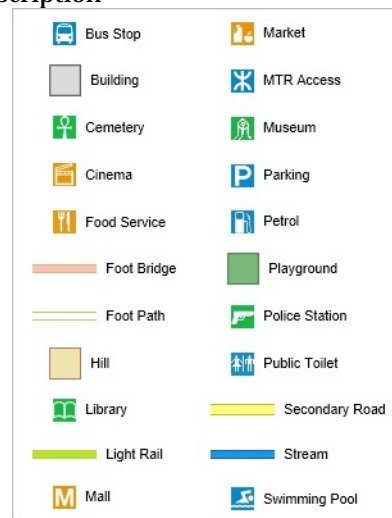 scription
Bus Stop
Market
Building
MTR Access
Cemetery
Museum
Cinema
P
Parking
Food Service
Petrol
Foot Bridge
Playground
Foot Path
Police Station
Hill
Public Toilet
Library
Secondary Road
Light Rail
Stream
M
Mall
Swimming Pool